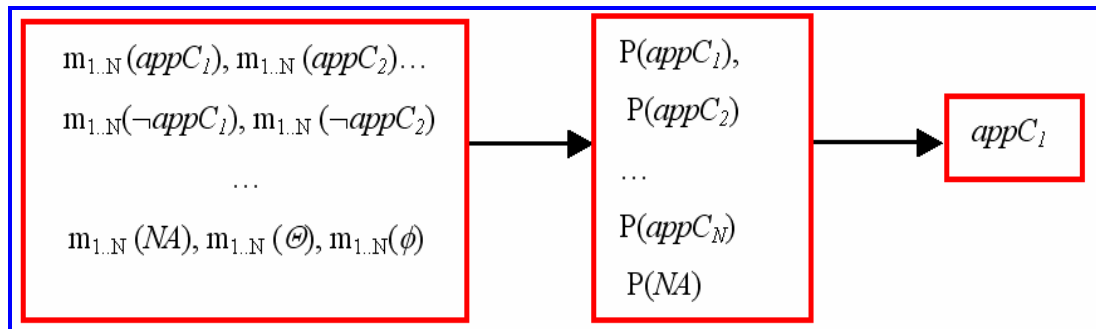 m1..N (appC1), m1..N (appC2)…
m1..N(¬appC1), m1..N (¬appC2)
…
m1..N (NA), m1..N (Θ), m1..N(ϕ)
P(appC1),
P(appC2)
…
P(appCN)
P(NA)
appC1